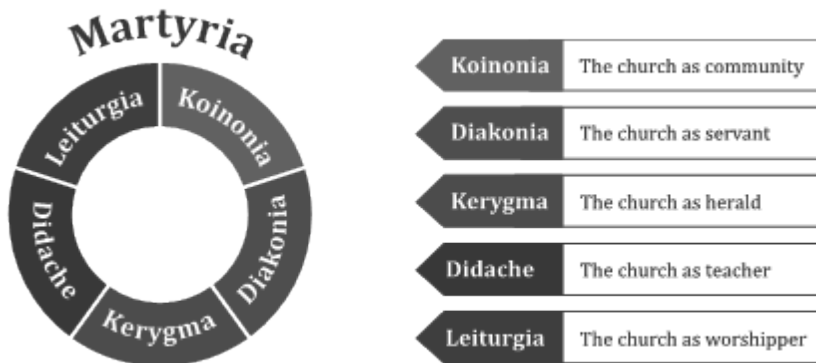 Martyria
Leiturgia
Koinonia
Didache
Diakonia
Kerygma
Koinonia The church as community
Diakonia The church as servant
Kerygma The church as herald
Didache The church as teacher
Leiturgia The church as worshipper